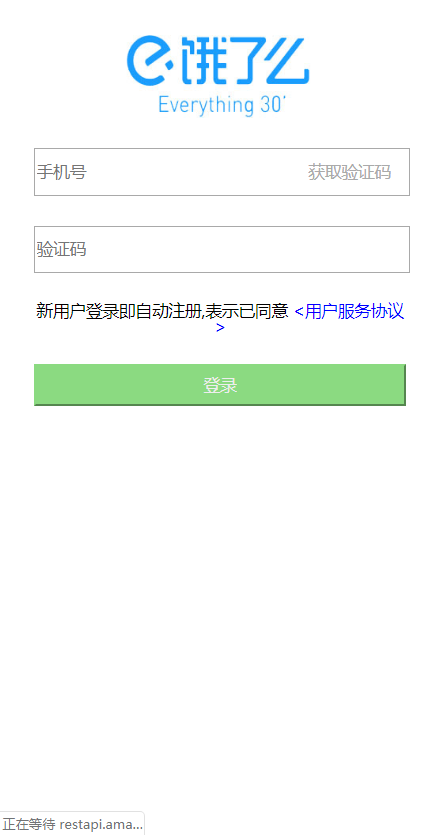 e饿了么
Everything 30'
手机号 获取验证码
验证码
新用户登录即自动注册,表示已同意 <用户服务协议
>
登录
正在等待 restapi.ama...